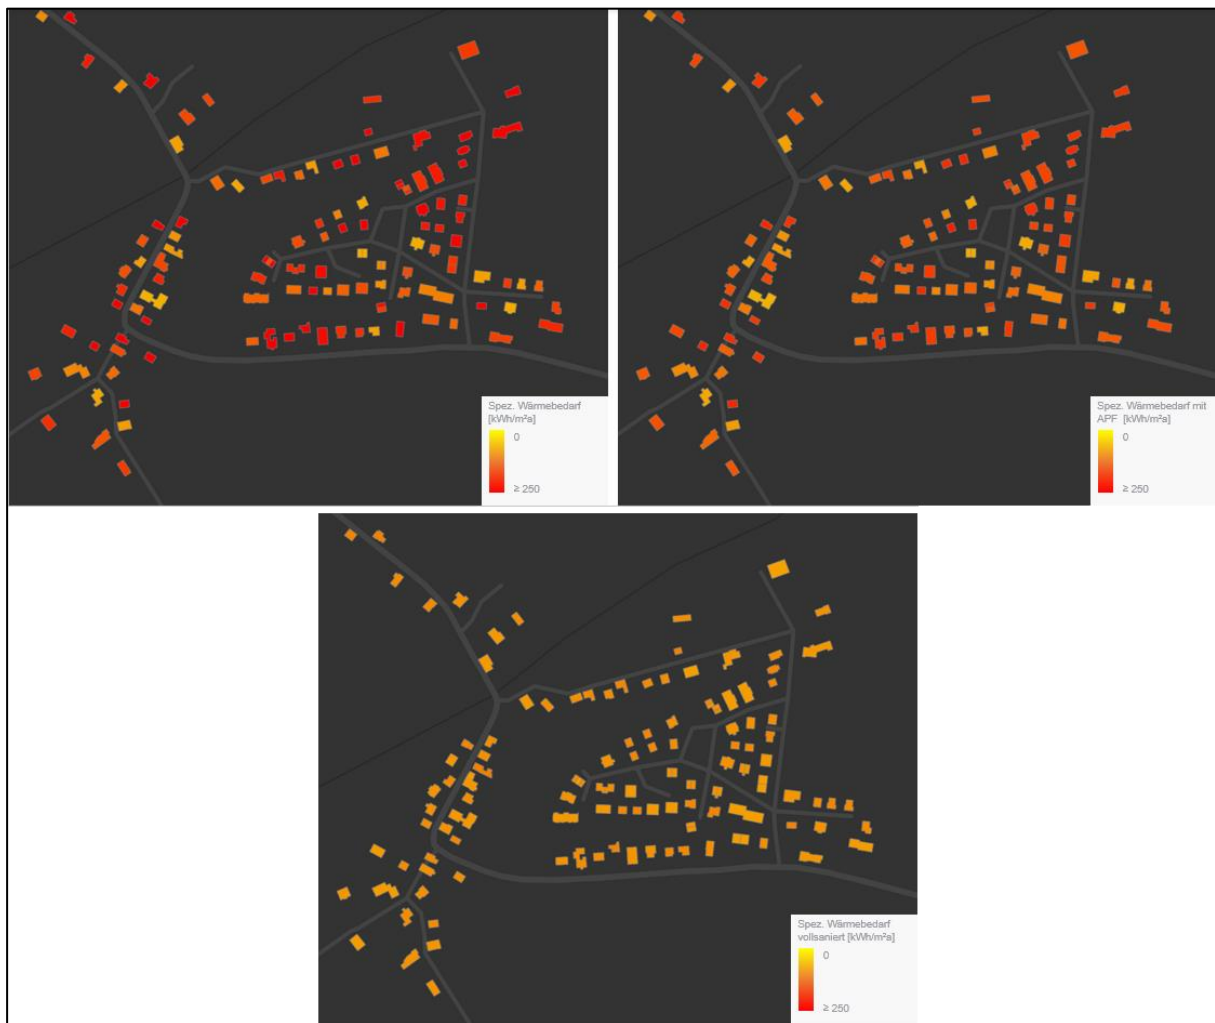 Spez. Wärmebedarf
[kWh/m²a]
0
≥ 250
Spez. Wärmebedarf mit
APF [kWh/m²a]
0
≥ 250
Spez. Wärmebedarf
vollsaniert [kWh/m²a]
0
≥ 250